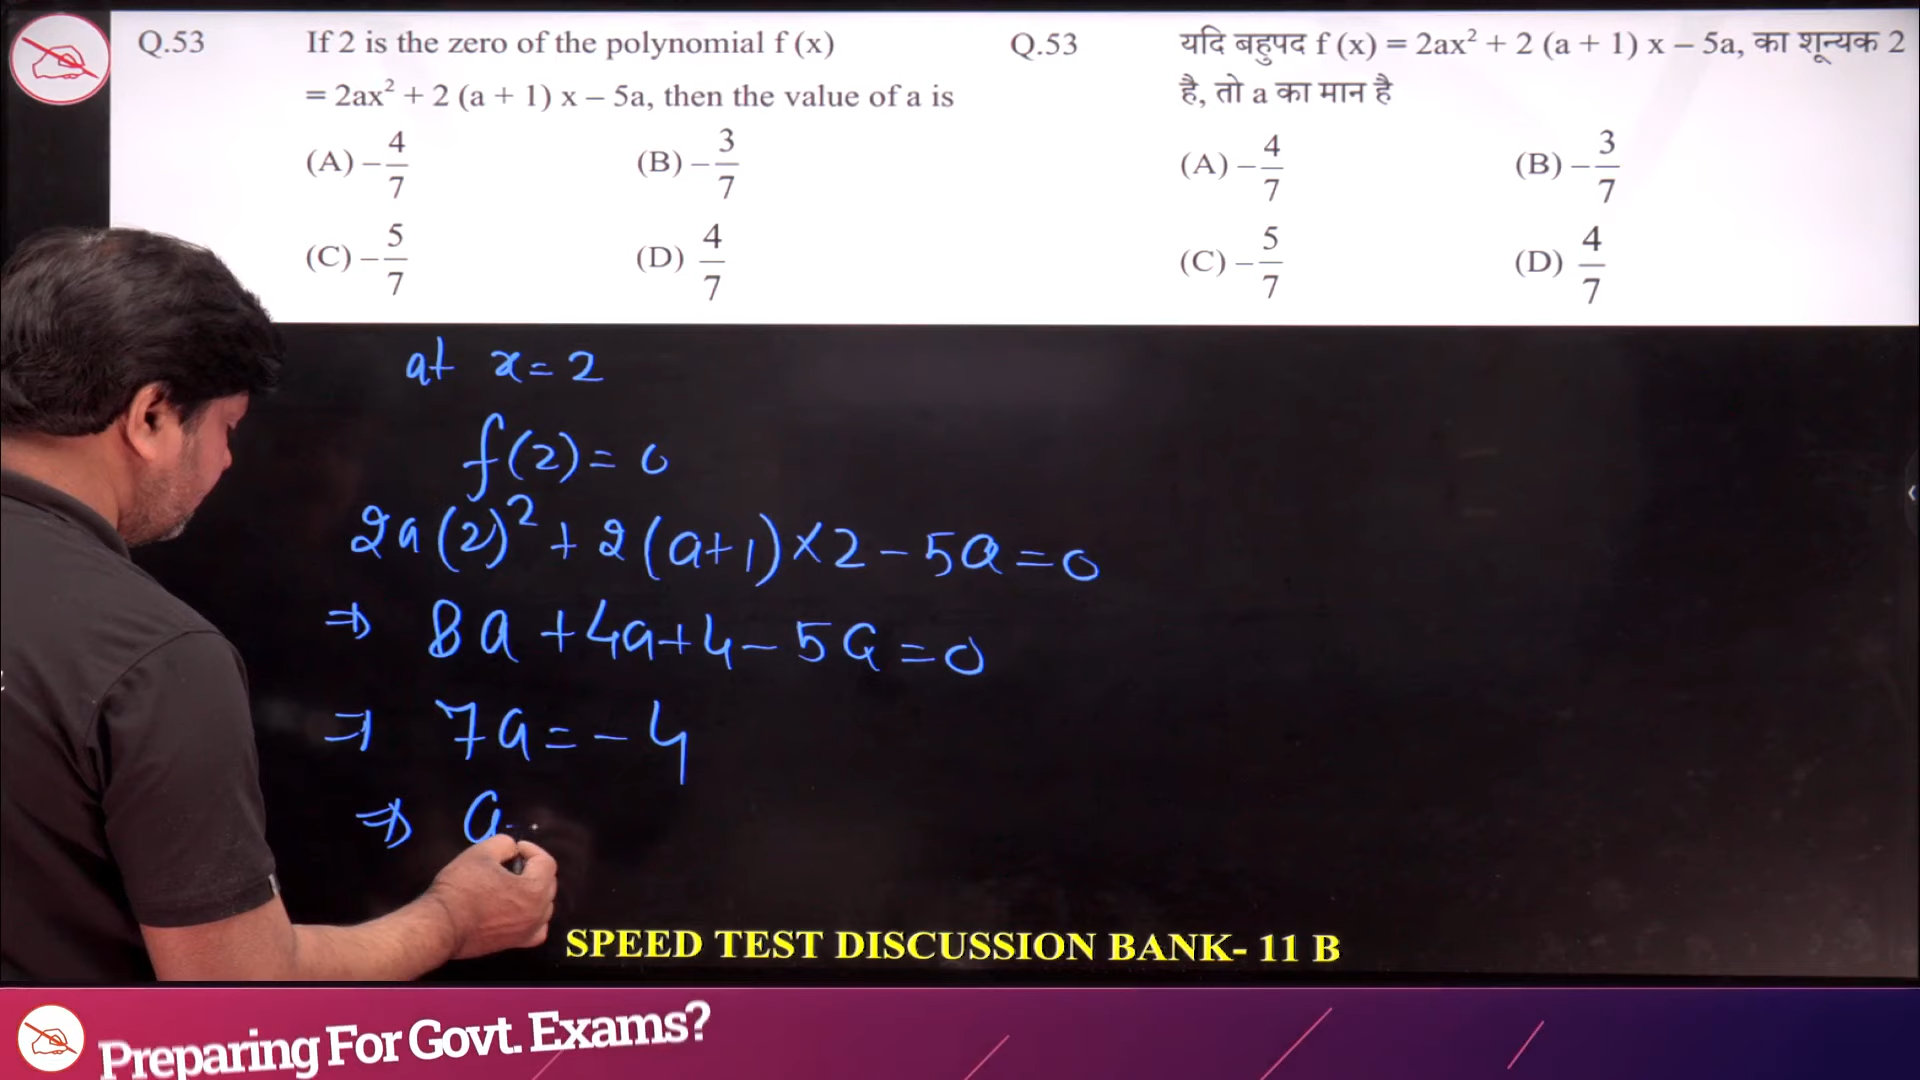 Q.53 If 2 is the zero of the polynomial f (x)
= 2ax² + 2 (a + 1) x – 5a, then the value of a is
(A) –4/7 (B) –3/7
(C) –5/7 (D) 4/7
Q.53 यदि बहुपद f (x) = 2ax² + 2 (a + 1) x – 5a, का शून्यक 2
है, तो a का मान है
(A) –4/7 (B) –3/7
(C) –5/7 (D) 4/7
at x = 2
f(2) = 0
2a(2)² + 2(a+1)×2 – 5a = 0
⇒ 8a + 4a + 4 – 5a = 0
⇒ 7a = – 4
⇒ a
SPEED TEST DISCUSSION BANK- 11 B
Preparing For Govt. Exams?